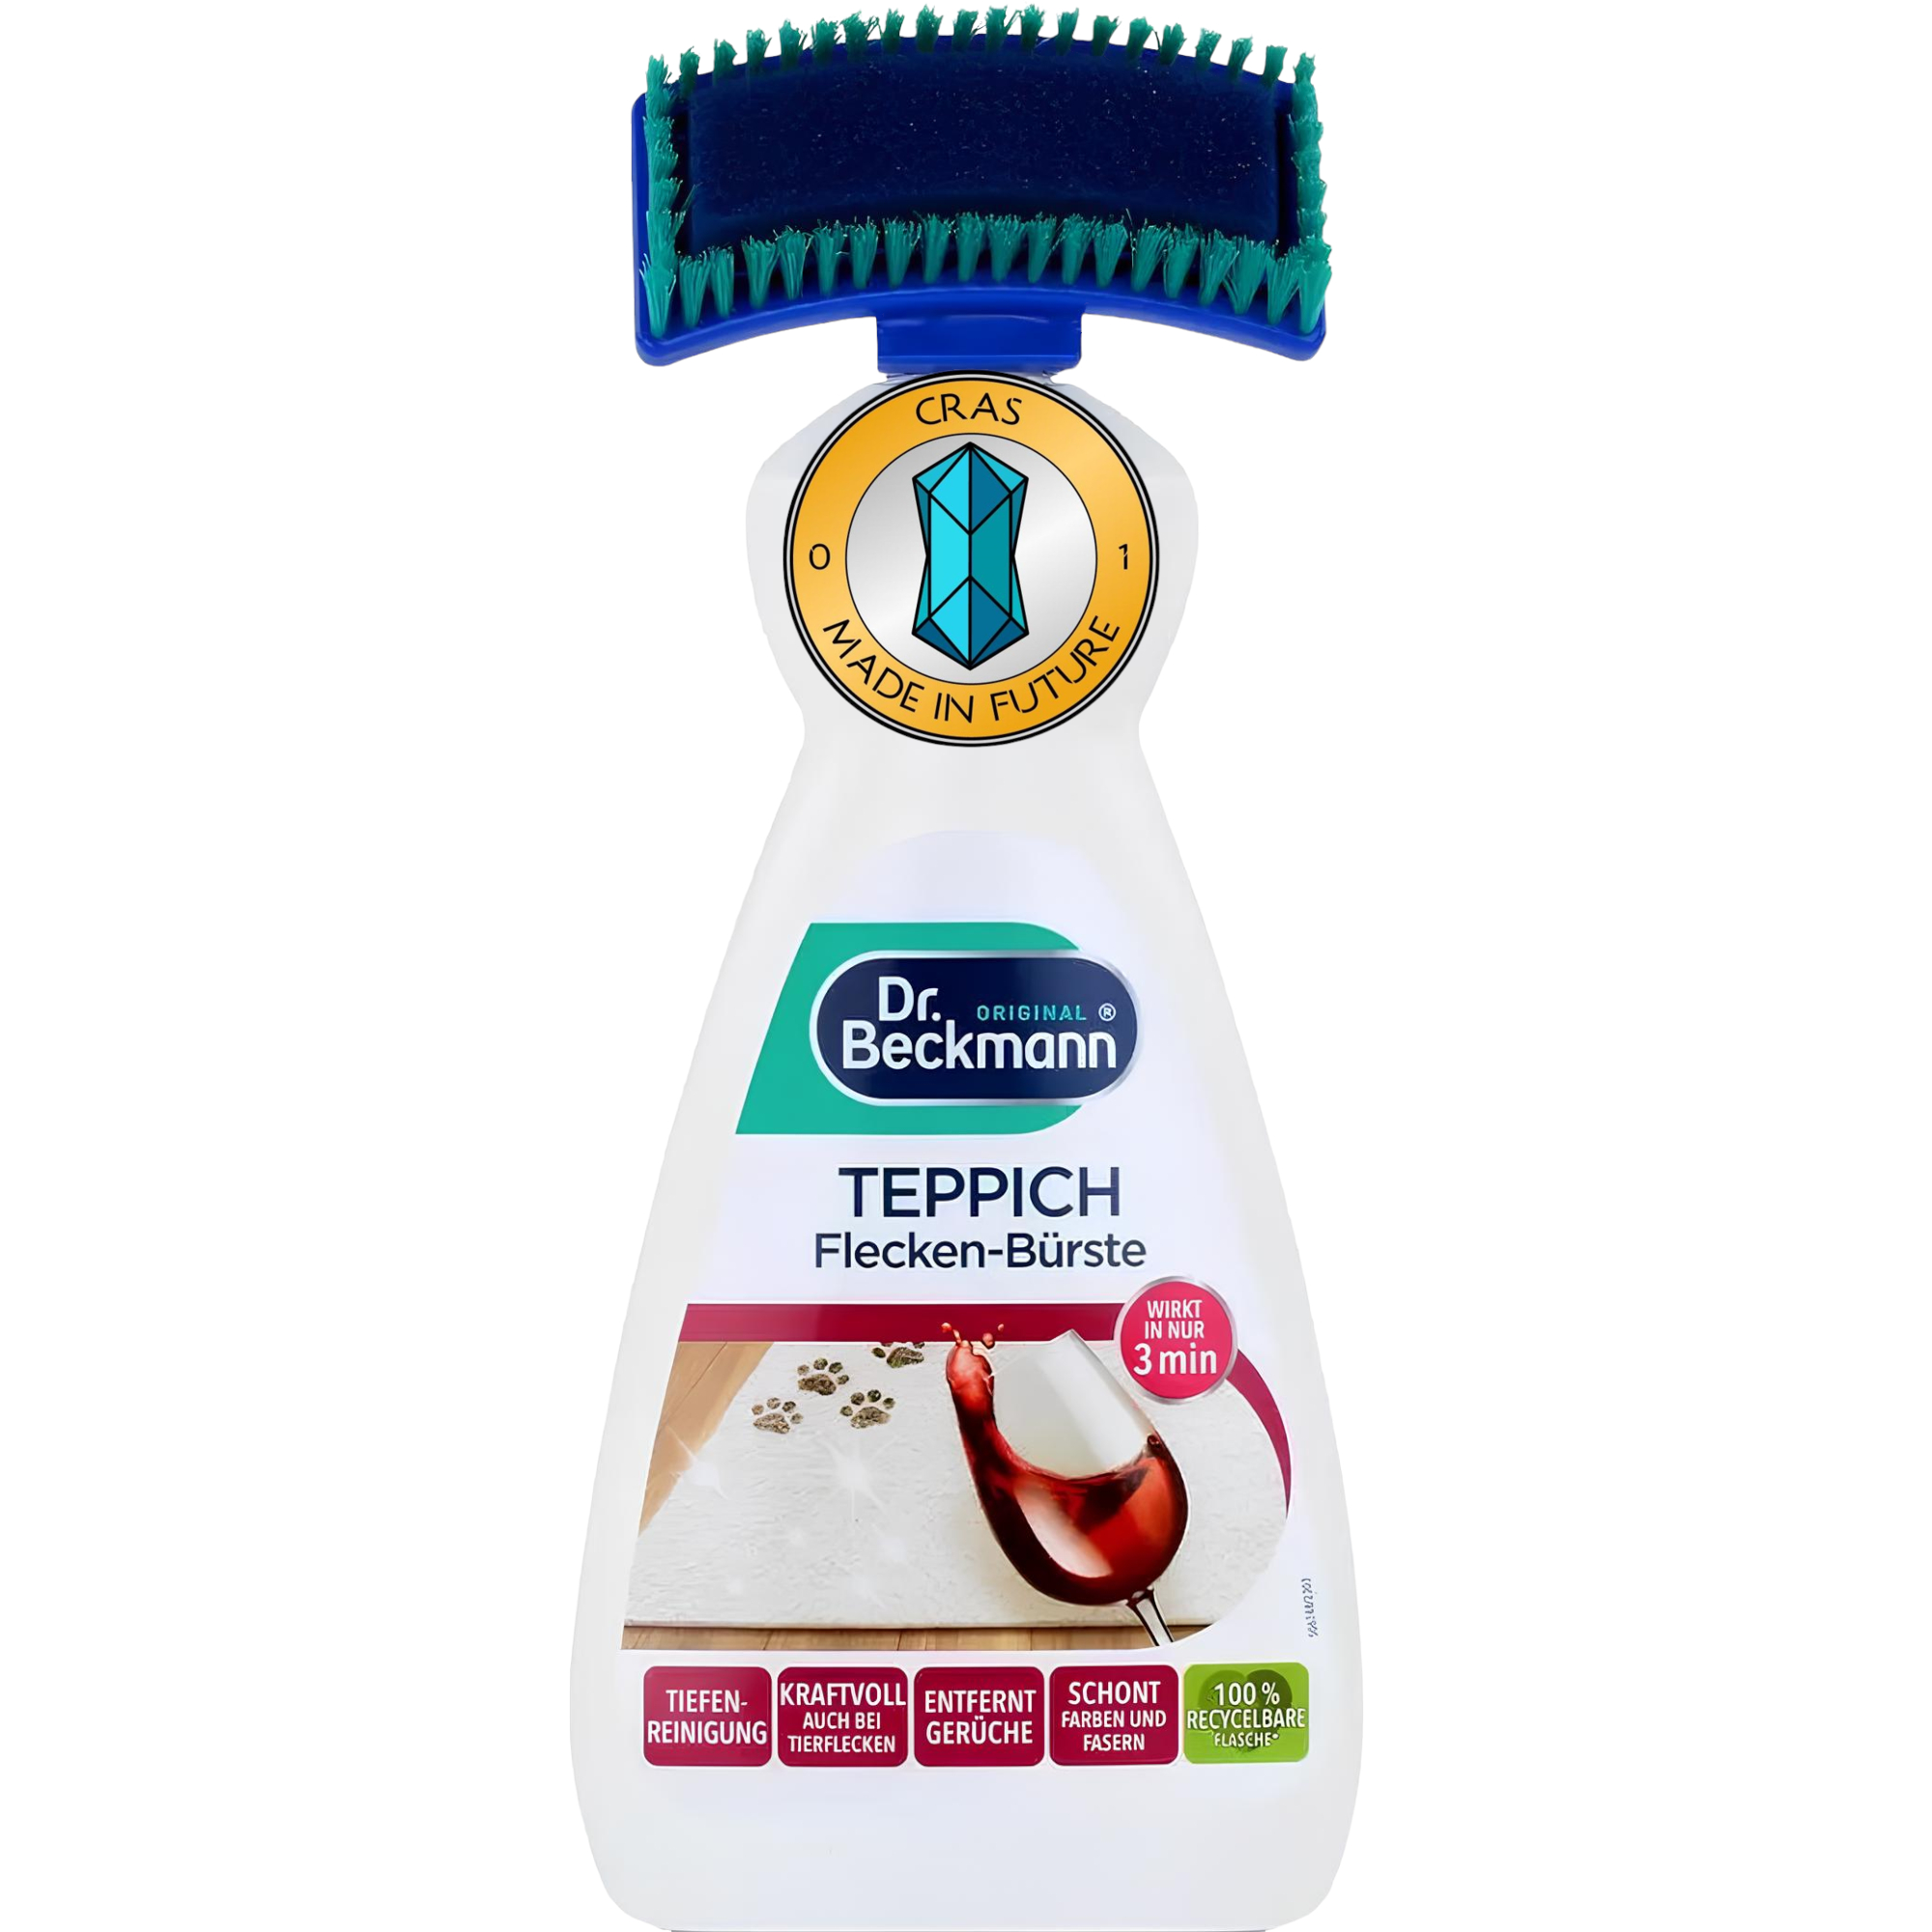 CRAS
0 1
MADE IN FUTURE
Dr. ORIGINAL ®
Beckmann
TEPPICH
Flecken-Bürste
WIRKT
IN NUR
3 min
TIEFEN-
REINIGUNG
KRAFTVOLL
AUCH BEI
TIERFLECKEN
ENTFERNT
GERÜCHE
SCHONT
FARBEN UND
FASERN
100 %
RECYCELBARE
FLASCHE*